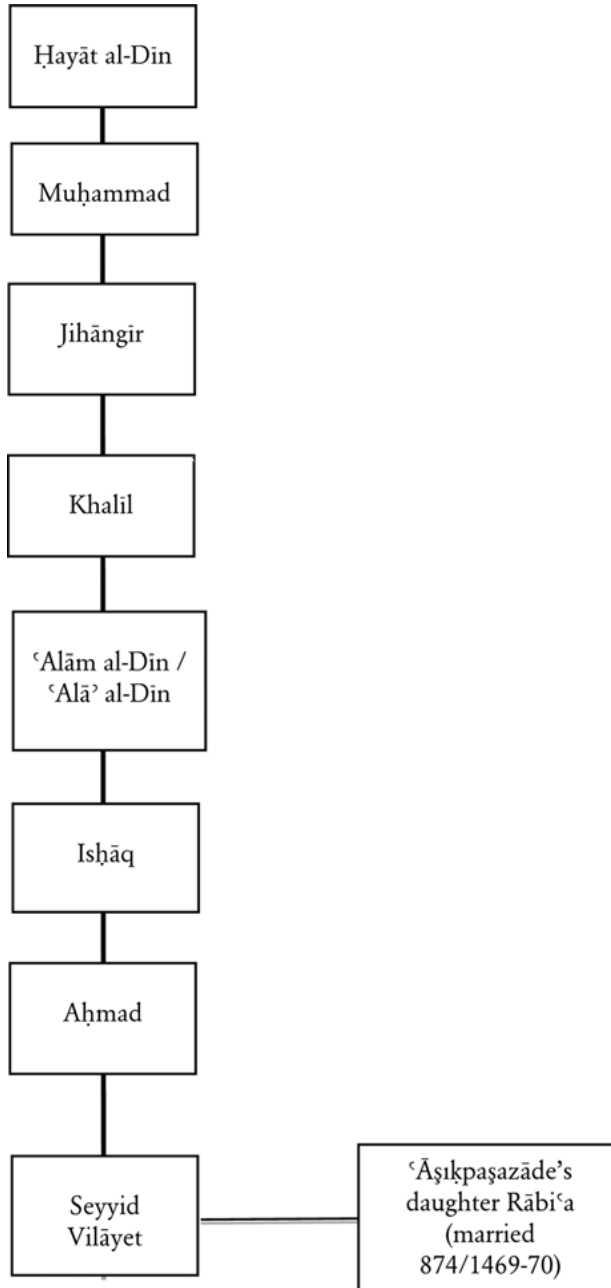 Ḥayāt al-Dīn
Muḥammad
Jihāngīr
Khalīl
ʿAlām al-Dīn /
ʿAlāʾ al-Dīn
Isḥāq
Aḥmad
Seyyid
Vilāyet
ʿĀşıḳpaşazāde’s
daughter Rābiʿa
(married
874/1469-70)